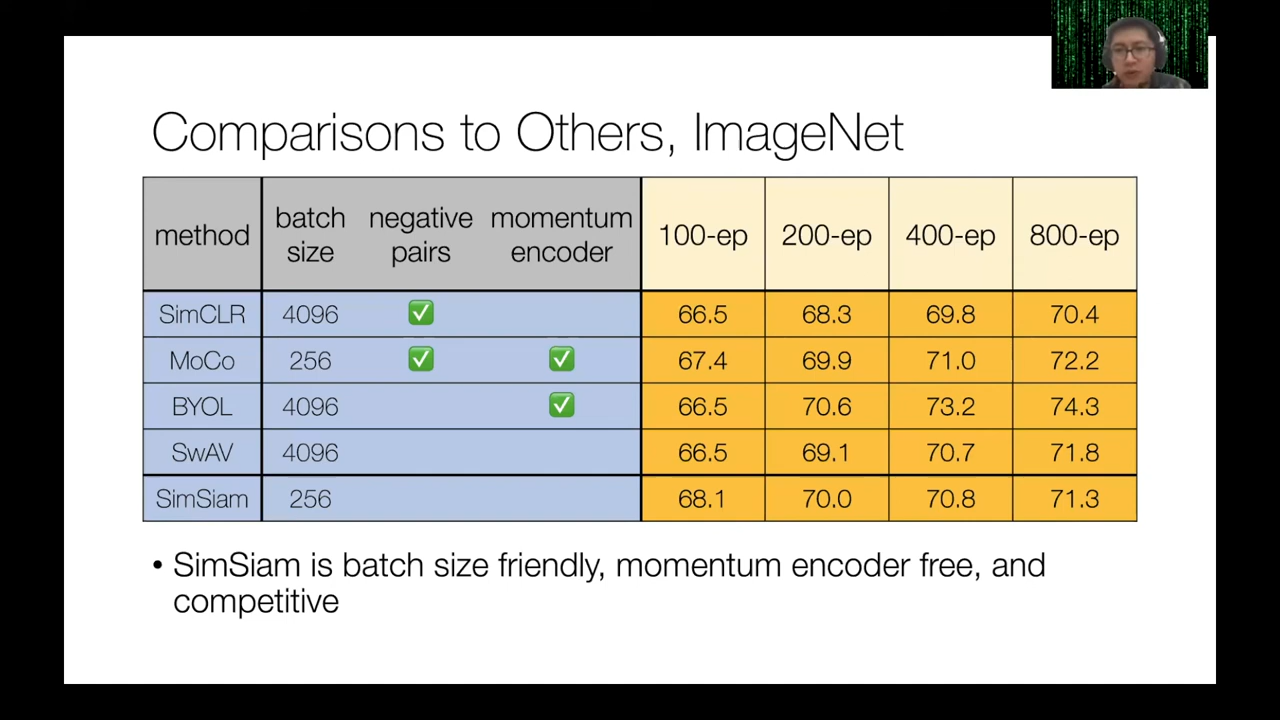 Comparisons to Others, ImageNet
method batch size negative pairs momentum encoder 100-ep 200-ep 400-ep 800-ep
SimCLR 4096 ✅ 66.5 68.3 69.8 70.4
MoCo 256 ✅ ✅ 67.4 69.9 71.0 72.2
BYOL 4096 ✅ 66.5 70.6 73.2 74.3
SwAV 4096 66.5 69.1 70.7 71.8
SimSiam 256 68.1 70.0 70.8 71.3
• SimSiam is batch size friendly, momentum encoder free, and
competitive